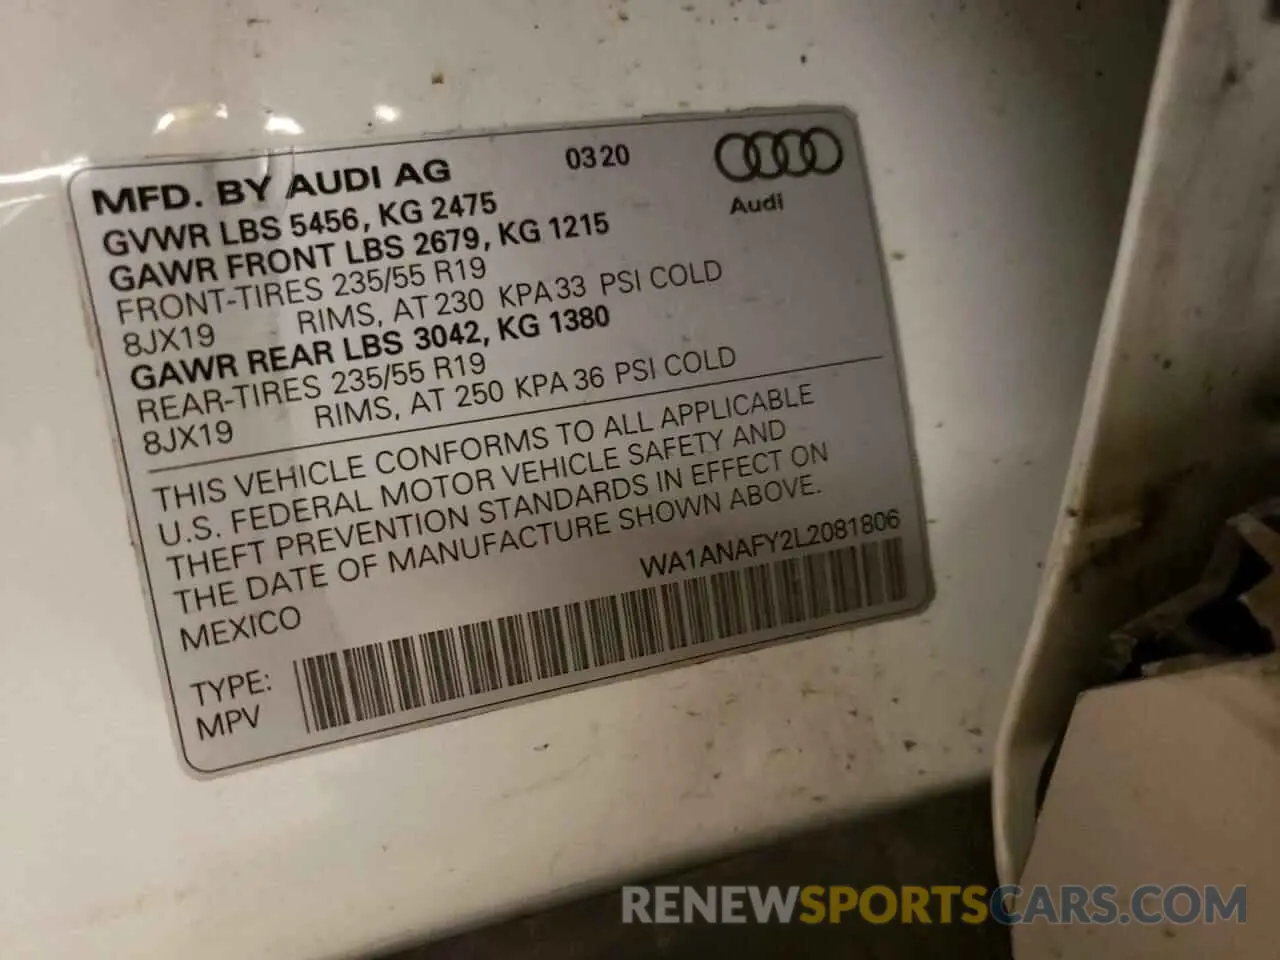 MFD. BY AUDI AG 0320
Audi
GVWR LBS 5456, KG 2475
GAWR FRONT LBS 2679, KG 1215
FRONT-TIRES 235/55 R19
8JX19 RIMS, AT 230 KPA 33 PSI COLD
GAWR REAR LBS 3042, KG 1380
REAR-TIRES 235/55 R19
8JX19 RIMS, AT 250 KPA 36 PSI COLD
THIS VEHICLE CONFORMS TO ALL APPLICABLE
U.S. FEDERAL MOTOR VEHICLE SAFETY AND
THEFT PREVENTION STANDARDS IN EFFECT ON
THE DATE OF MANUFACTURE SHOWN ABOVE.
MEXICO WA1ANAFY2L2081806
TYPE:
MPV
RENEWSPORTSCARS.COM